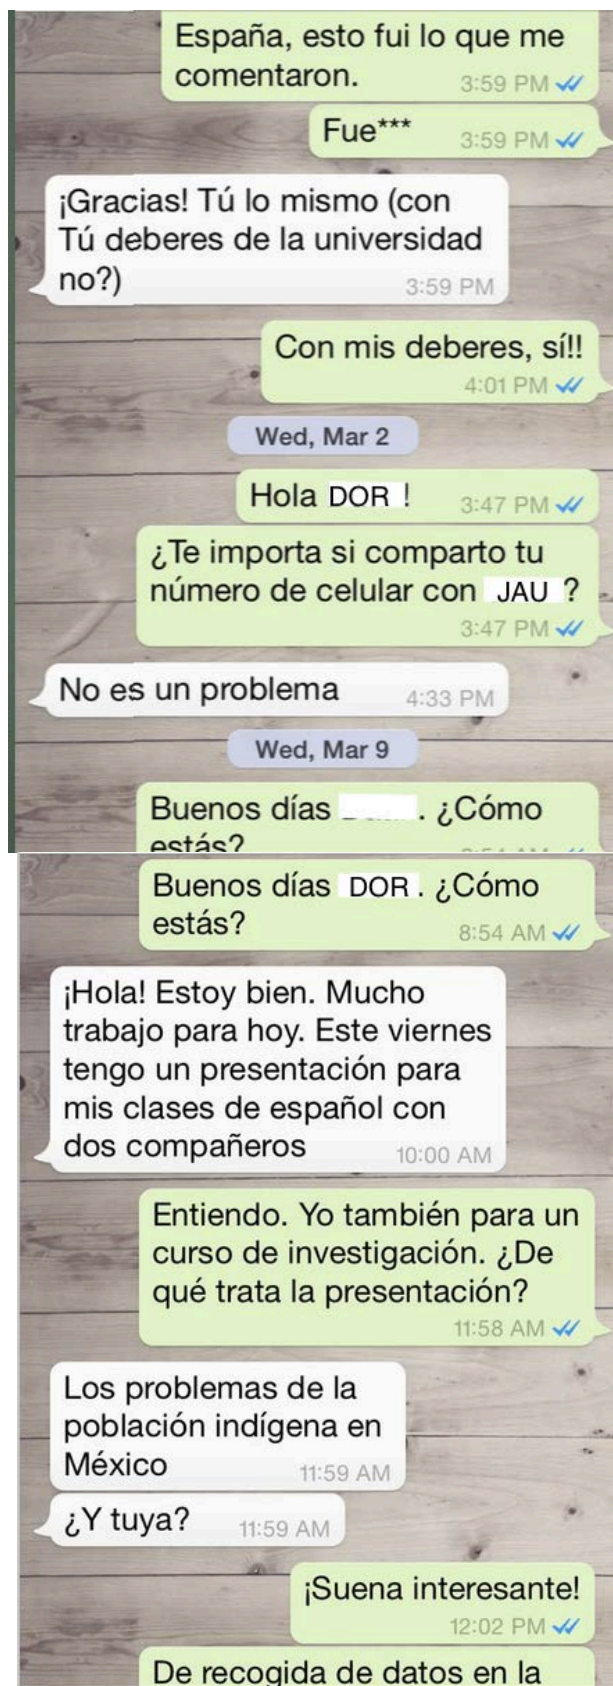 España, esto fui lo que me
comentaron. 3:59 PM
Fue*** 3:59 PM
¡Gracias! Tú lo mismo (con
Tú deberes de la universidad
no?) 3:59 PM
Con mis deberes, sí!!
4:01 PM
Wed, Mar 2
Hola DOR ! 3:47 PM
¿Te importa si comparto tu
número de celular con JAU ?
3:47 PM
No es un problema 4:33 PM
Wed, Mar 9
Buenos días . ¿Cómo
estás?
Buenos días DOR . ¿Cómo
estás? 8:54 AM
¡Hola! Estoy bien. Mucho
trabajo para hoy. Este viernes
tengo un presentación para
mis clases de español con
dos compañeros 10:00 AM
Entiendo. Yo también para un
curso de investigación. ¿De
qué trata la presentación?
11:58 AM
Los problemas de la
población indígena en
México 11:59 AM
¿Y tuya? 11:59 AM
¡Suena interesante!
12:02 PM
De recogida de datos en la